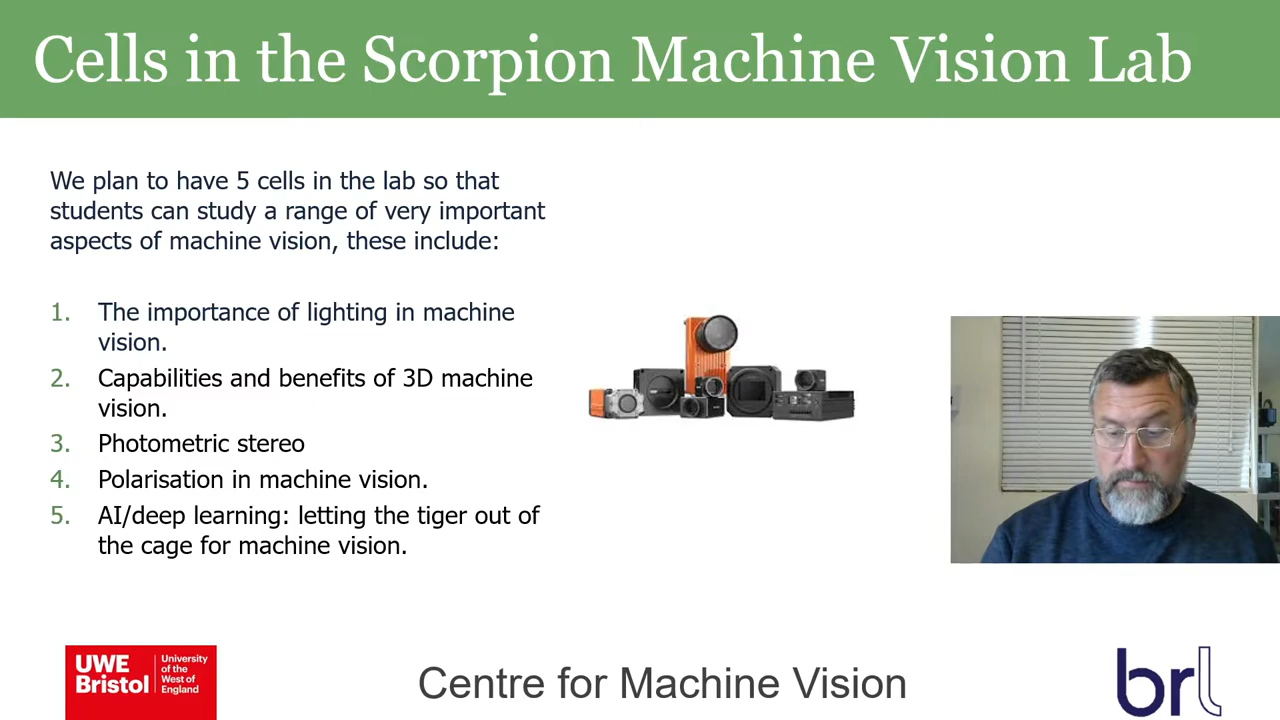 Cells in the Scorpion Machine Vision Lab
We plan to have 5 cells in the lab so that
students can study a range of very important
aspects of machine vision, these include:
1. The importance of lighting in machine
vision.
2. Capabilities and benefits of 3D machine
vision.
3. Photometric stereo
4. Polarisation in machine vision.
5. AI/deep learning: letting the tiger out of
the cage for machine vision.
UWE
Bristol
University
of the
West of
England
Centre for Machine Vision
brl